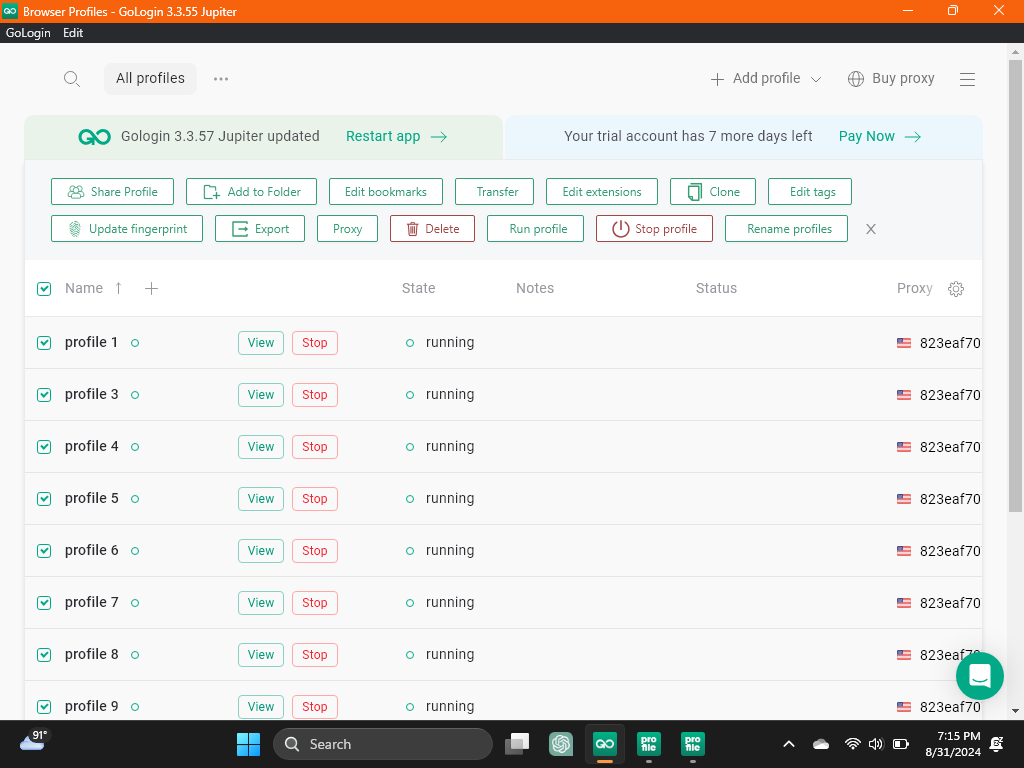 Browser Profiles - GoLogin 3.3.55 Jupiter
GoLogin Edit
All profiles
Add profile
Buy proxy
Gologin 3.3.57 Jupiter updated Restart app
Your trial account has 7 more days left Pay Now
Share Profile Add to Folder Edit bookmarks Transfer Edit extensions Clone Edit tags
Update fingerprint Export Proxy Delete Run profile Stop profile Rename profiles X
Name State Notes Status Proxy
profile 1 View Stop running 823eaf70
profile 3 View Stop running 823eaf70
profile 4 View Stop running 823eaf70
profile 5 View Stop running 823eaf70
profile 6 View Stop running 823eaf70
profile 7 View Stop running 823eaf70
profile 8 View Stop running 823eaf70
profile 9 View Stop running 823eaf70
91°
Search
GO
pro
file
pro
file
7:15 PM
8/31/2024